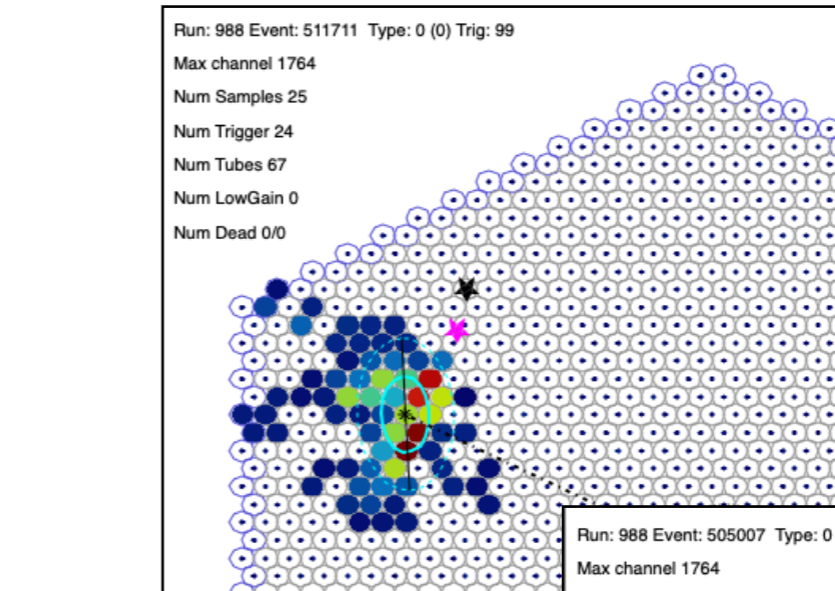 Run: 988 Event: 511711 Type: 0 (0) Trig: 99
Max channel 1764
Num Samples 25
Num Trigger 24
Num Tubes 67
Num LowGain 0
Num Dead 0/0
Run: 988 Event: 505007 Type: 0
Max channel 1764